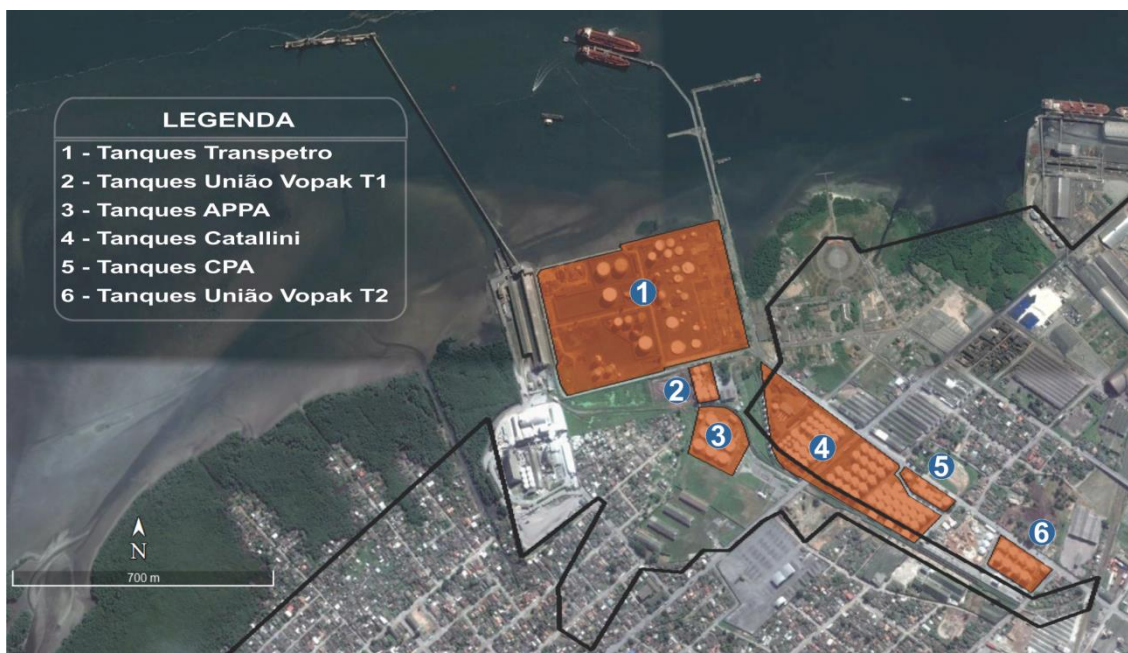 LEGENDA
1 - Tanques Transpetro
2 - Tanques União Vopak T1
3 - Tanques APPA
4 - Tanques Catallini
5 - Tanques CPA
6 - Tanques União Vopak T2
1
2
3
4
5
6
N
700 m